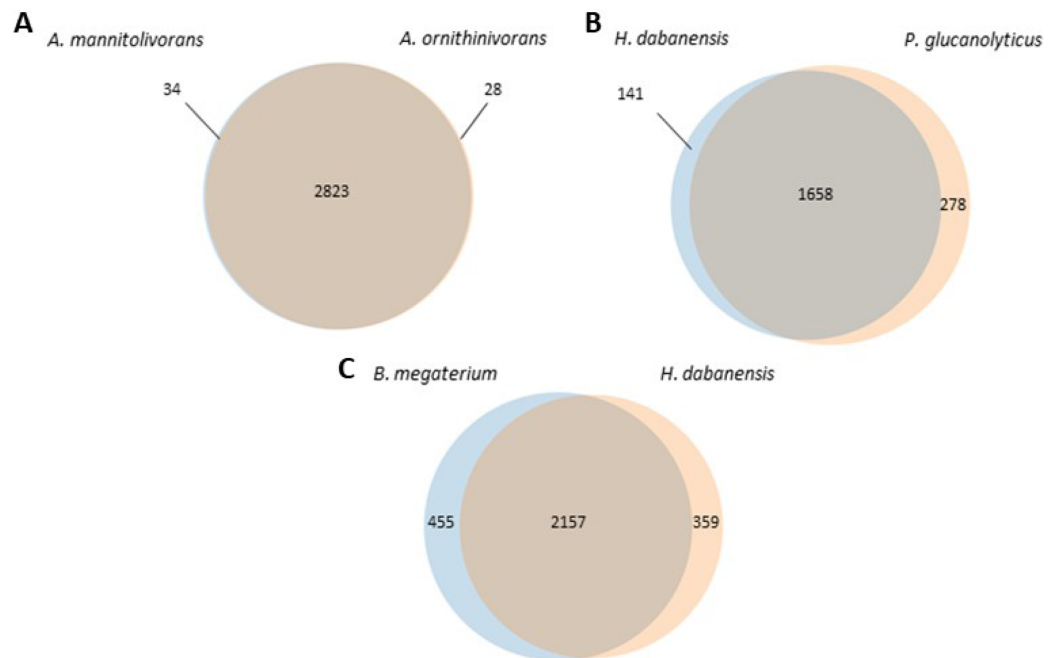 A
A. mannitolivorans
A. ornithinivorans
34
28
2823
B
H. dabanensis
P. glucanolyticus
141
1658
278
C
B. megaterium
H. dabanensis
455
2157
359